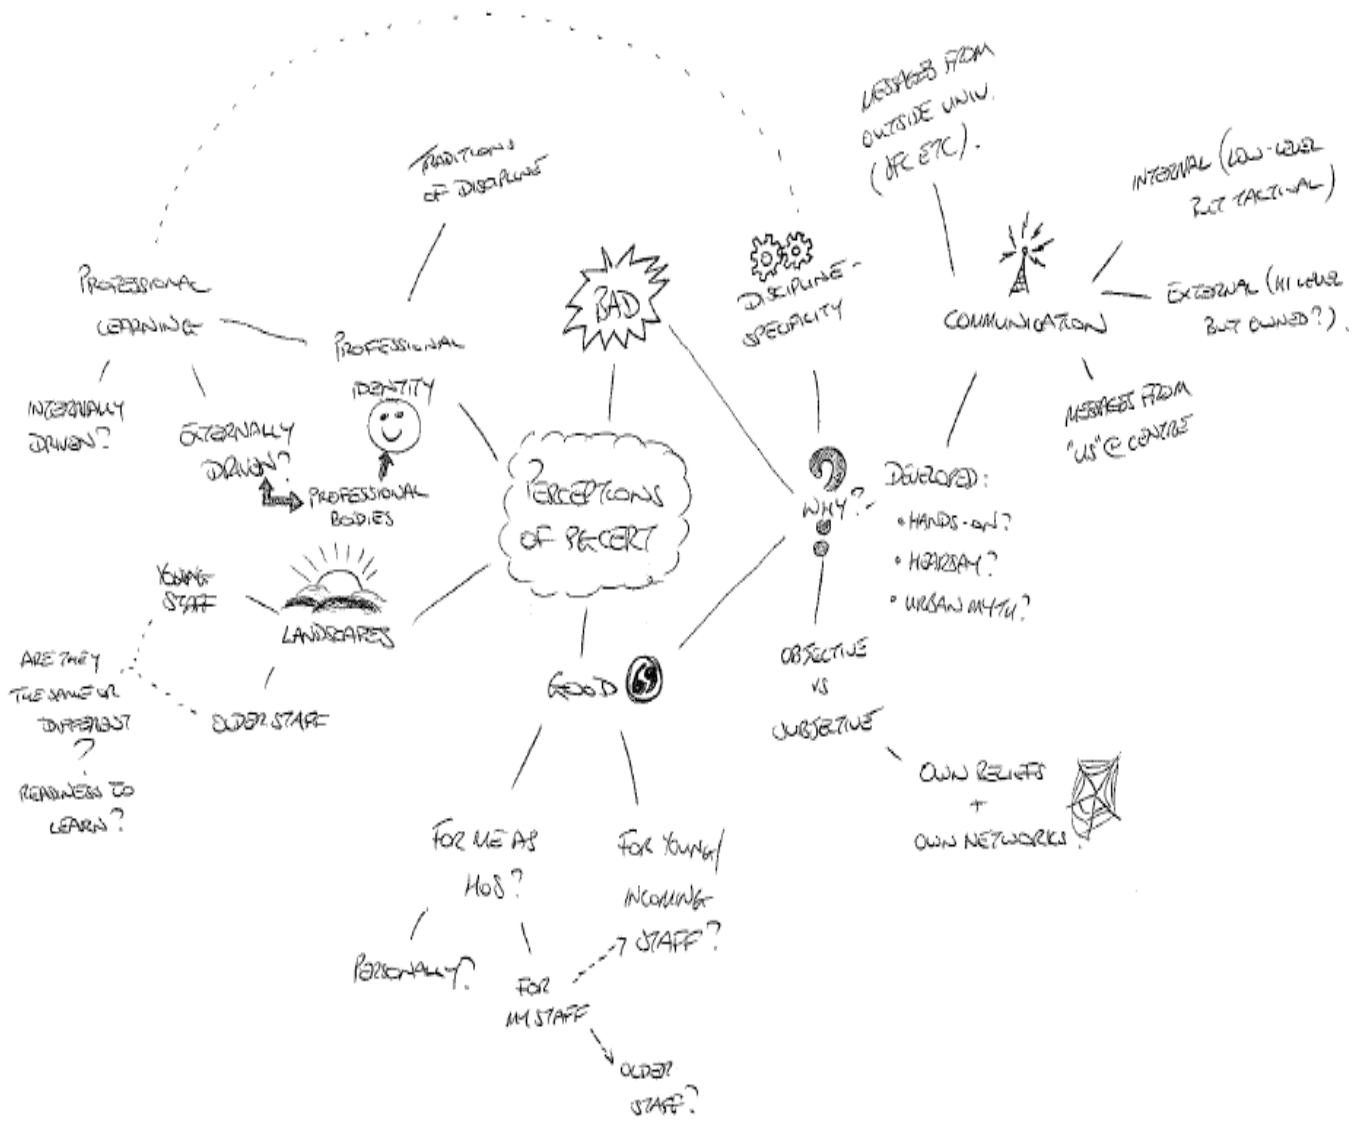 MESSAGES FROM
OUTSIDE UNIV.
( ETC).
INTERNAL (LOW-LEVEL
BUT TACTICAL)
TRADITIONS
OF DISCIPLINE
PROFESSIONAL
LEARNING
BAD
DISCIPLINE-
SPECIFICITY
COMMUNICATION
EXTERNAL (HI LEVEL
BUT OWNED?).
PROFESSIONAL
IDENTITY
INTERNALLY
DRIVEN?
EXTERNALLY
DRIVEN?
PROFESSIONAL
BODIES
MESSAGES FROM
"US" @ CENTRE
PERCEPTIONS
OF PGCERT
WHY?
DEVELOPED:
• HANDS-ON?
• HEARSAY?
• URBAN MYTH?
YOUNG
STAFF
LANDSCAPES
ARE THEY
THE SAME OR
DIFFERENT
?
READINESS TO
LEARN?
OLDER STAFF
GOOD
OBJECTIVE
VS
SUBJECTIVE
OWN BELIEFS
+
OWN NETWORKS.
FOR ME AS
HOS?
FOR YOUNG/
INCOMING
STAFF?
PERSONALLY?
FOR
MY STAFF
OLDER
STAFF?